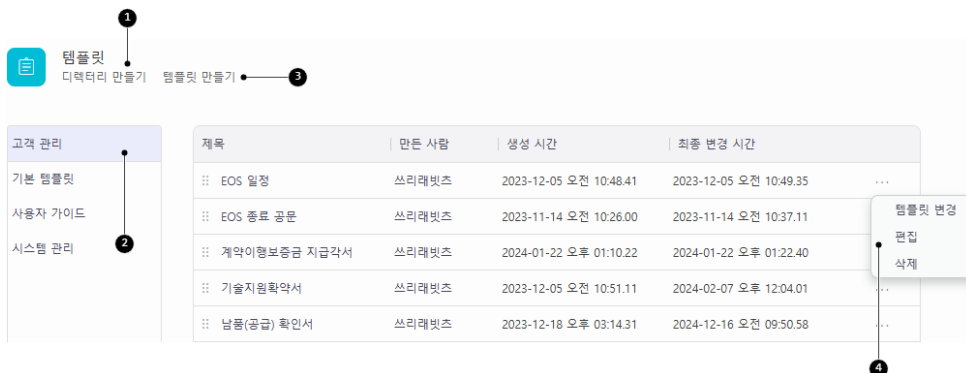 1
템플릿
디렉터리 만들기 템플릿 만들기 3
고객 관리
기본 템플릿
사용자 가이드
시스템 관리 2
제목 만든 사람 생성 시간 최종 변경 시간
EOS 일정 쓰리래빗츠 2023-12-05 오전 10:48.41 2023-12-05 오전 10:49.35 ...
EOS 종료 공문 쓰리래빗츠 2023-11-14 오전 10:26.00 2023-11-14 오전 10:37.11
계약이행보증금 지급각서 쓰리래빗츠 2024-01-22 오후 01:10.22 2024-01-22 오후 01:22.40
기술지원확약서 쓰리래빗츠 2023-12-05 오전 10:51.11 2024-02-07 오후 12:04.01 ...
남품(공급) 확인서 쓰리래빗츠 2023-12-18 오후 03:14.31 2024-12-16 오전 09:50.58 ...
템플릿 변경
편집
삭제
4